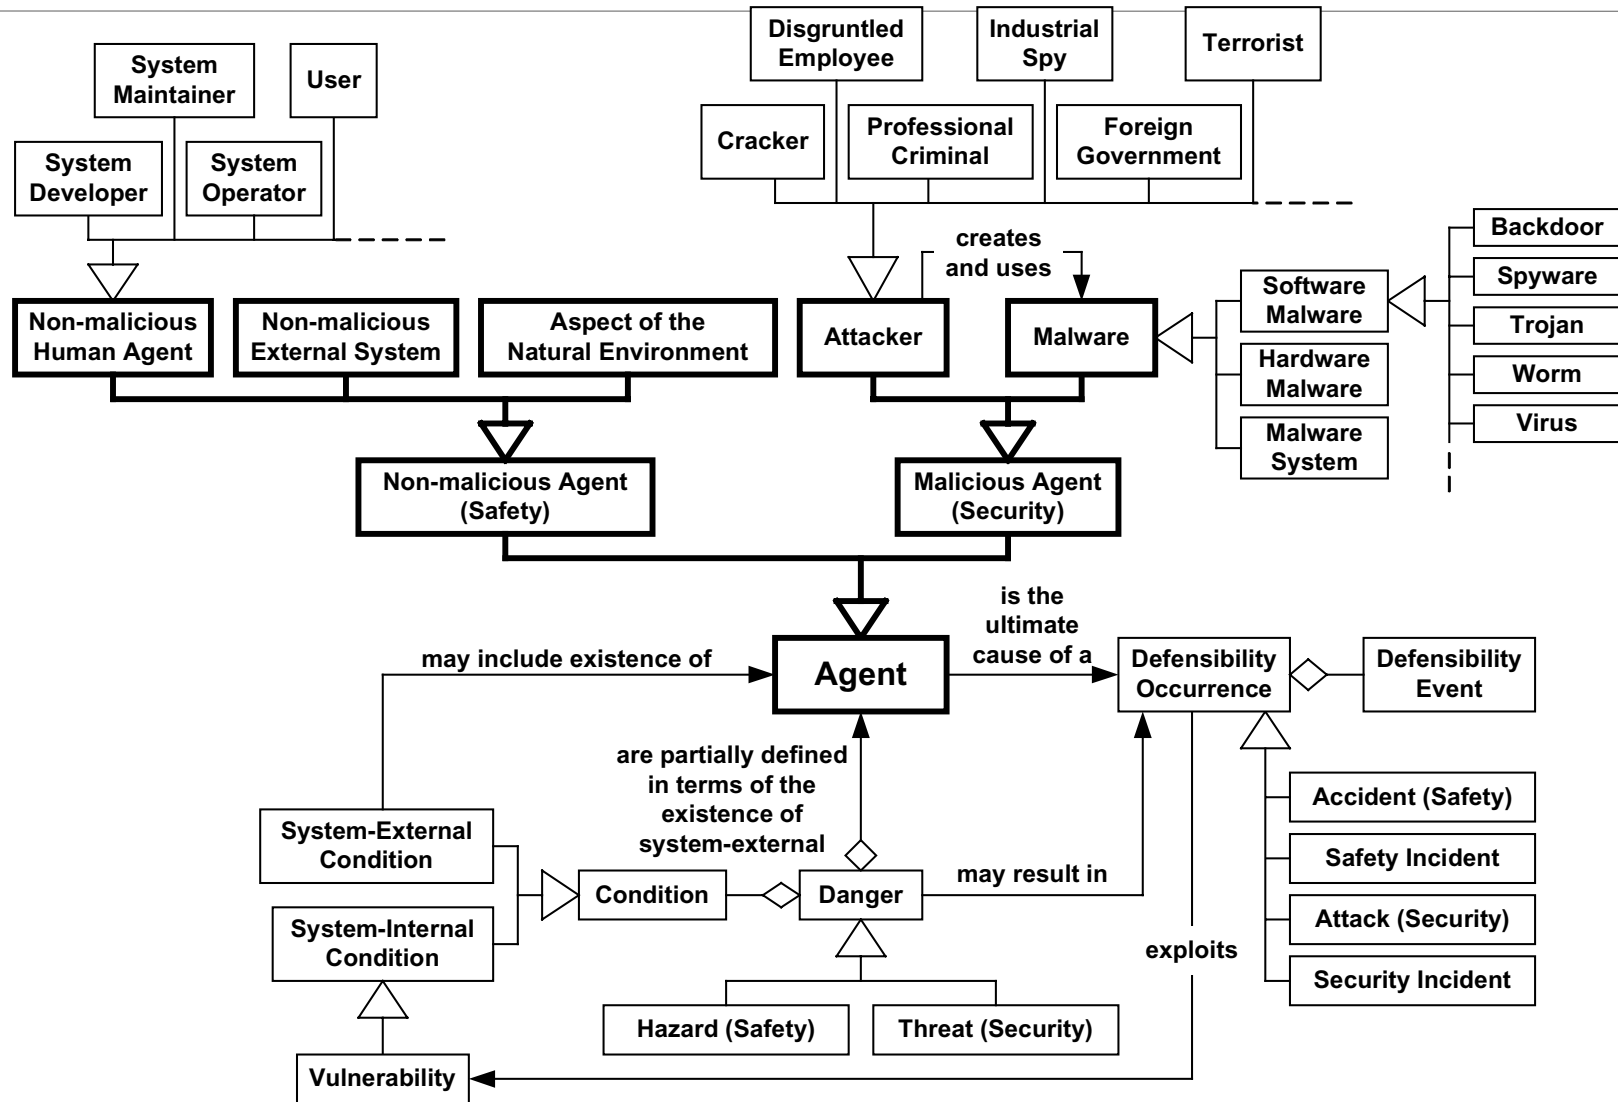 Disgruntled
Employee
Industrial
Spy
Terrorist
System
Maintainer
User
Cracker
Professional
Criminal
Foreign
Government
System
Developer
System
Operator
creates
and uses
Backdoor
Spyware
Trojan
Worm
Virus
Software
Malware
Hardware
Malware
Malware
System
Non-malicious
Human Agent
Non-malicious
External System
Aspect of the
Natural Environment
Attacker
Malware
Non-malicious Agent
(Safety)
Malicious Agent
(Security)
is the
ultimate
cause of a
may include existence of
Agent
Defensibility
Occurrence
Defensibility
Event
are partially defined
in terms of the
existence of
system-external
Accident (Safety)
Safety Incident
Attack (Security)
Security Incident
System-External
Condition
Condition
Danger
may result in
System-Internal
Condition
exploits
Hazard (Safety)
Threat (Security)
Vulnerability